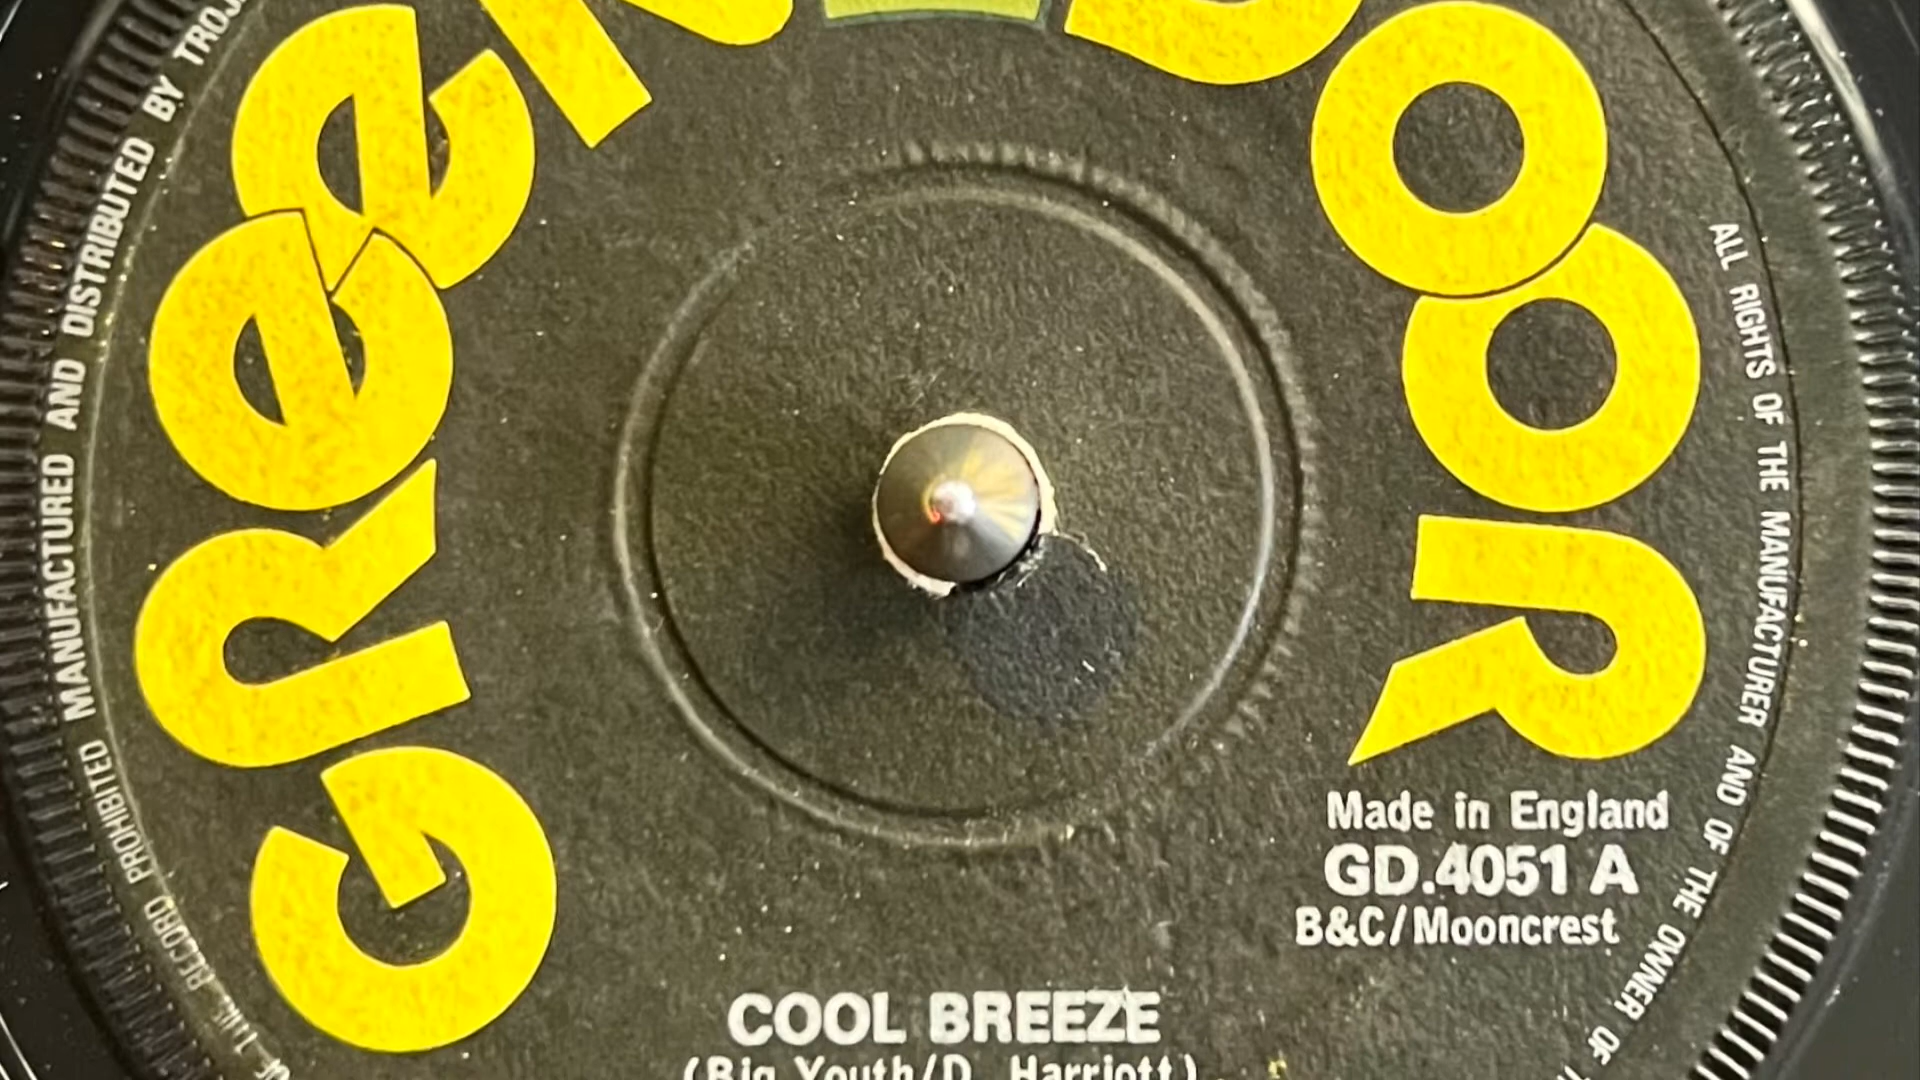 GReeN DOOR
MANUFACTURED AND DISTRIBUTED BY TROJ
ALL RIGHTS OF THE MANUFACTURER AND OF THE OWNER OF
RECORD PROHIBITED
Made in England
GD.4051 A
B&C/Mooncrest
COOL BREEZE
(Big Youth/D. Harriott)